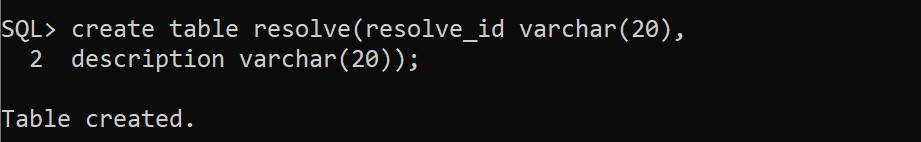 SQL> create table resolve(resolve_id varchar(20),
  2  description varchar(20));
Table created.